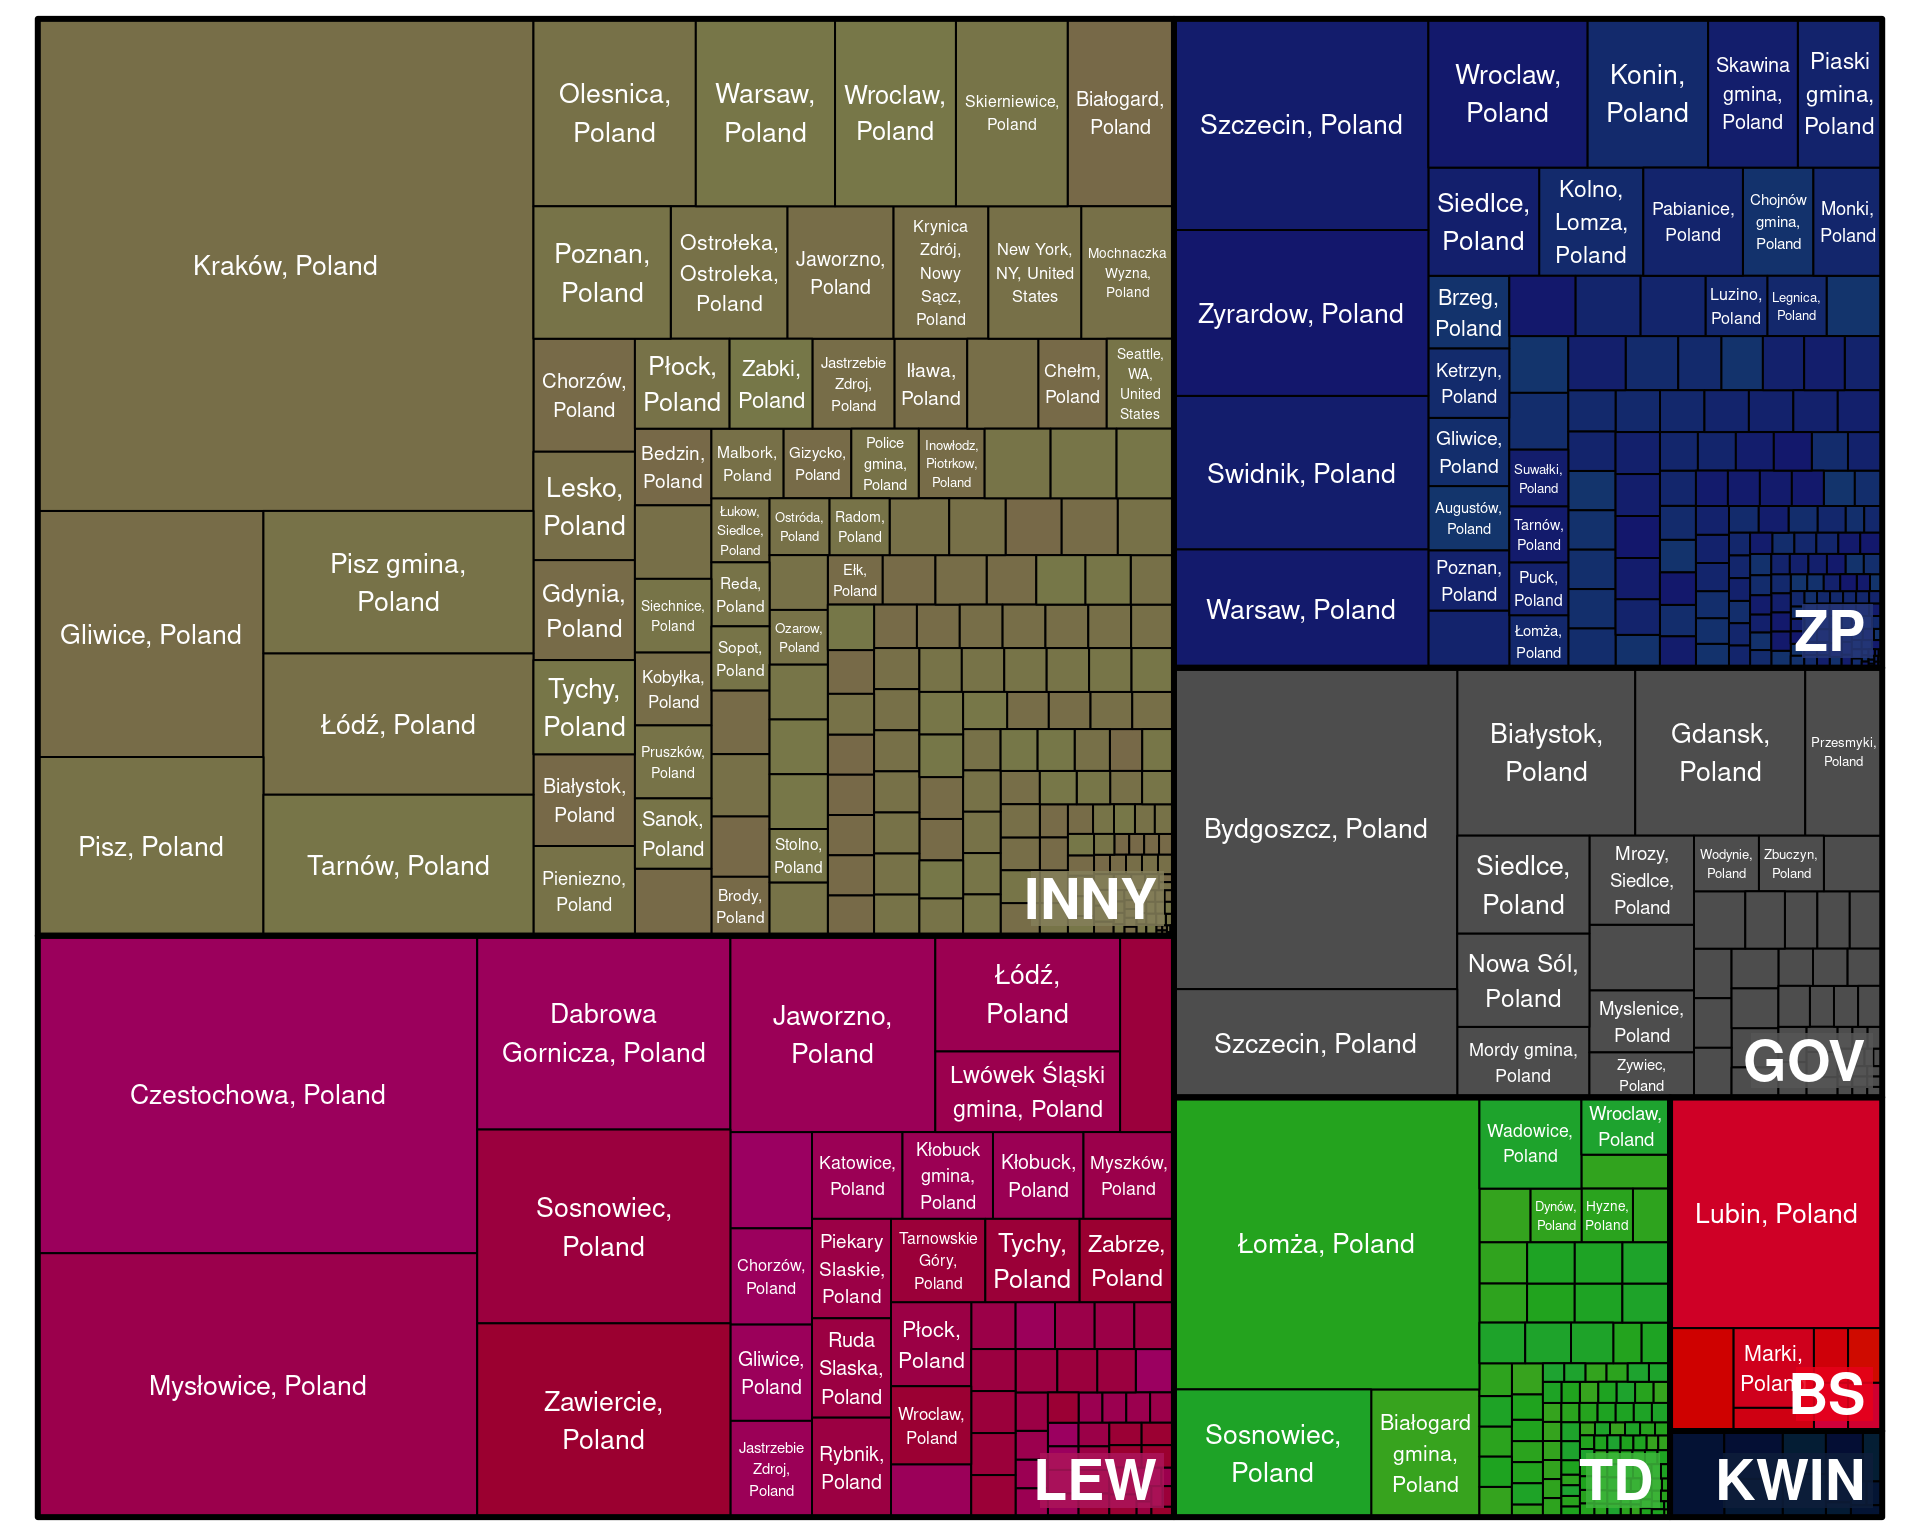 Kraków, Poland
Gliwice, Poland
Pisz gmina,
Poland
Łódź, Poland
Pisz, Poland
Tarnów, Poland
Olesnica,
Poland
Warsaw,
Poland
Wroclaw,
Poland
Skierniewice,
Poland
Białogard,
Poland
Poznan,
Poland
Ostrołeka,
Ostroleka,
Poland
Jaworzno,
Poland
Krynica
Zdrój,
Nowy
Sącz,
Poland
New York,
NY, United
States
Mochnaczka
Wyzna,
Poland
Chorzów,
Poland
Płock,
Poland
Zabki,
Poland
Jastrzebie
Zdroj,
Poland
Iława,
Poland
Chełm,
Poland
Seattle,
WA,
United
States
Lesko,
Poland
Bedzin,
Poland
Malbork,
Poland
Gizycko,
Poland
Police
gmina,
Poland
Inowłodz,
Piotrkow,
Poland
Łukow,
Siedlce,
Poland
Ostróda,
Poland
Radom,
Poland
Gdynia,
Poland
Siechnice,
Poland
Reda,
Poland
Ełk,
Poland
Ozarow,
Poland
Sopot,
Poland
Tychy,
Poland
Kobyłka,
Poland
Białystok,
Poland
Pruszków,
Poland
Pieniezno,
Poland
Sanok,
Poland
Stolno,
Poland
Brody,
Poland
INNY
Szczecin, Poland
Zyrardow, Poland
Swidnik, Poland
Warsaw, Poland
Wroclaw,
Poland
Konin,
Poland
Skawina
gmina,
Poland
Piaski
gmina,
Poland
Siedlce,
Poland
Kolno,
Lomza,
Poland
Pabianice,
Poland
Chojnów
gmina,
Poland
Monki,
Poland
Brzeg,
Poland
Luzino,
Poland
Legnica,
Poland
Ketrzyn,
Poland
Gliwice,
Poland
Suwałki,
Poland
Augustów,
Poland
Tarnów,
Poland
Poznan,
Poland
Puck,
Poland
Łomża,
Poland
ZP
Bydgoszcz, Poland
Szczecin, Poland
Białystok,
Poland
Gdansk,
Poland
Przesmyki,
Poland
Siedlce,
Poland
Mrozy,
Siedlce,
Poland
Wodynie,
Poland
Zbuczyn,
Poland
Nowa Sól,
Poland
Myslenice,
Poland
Mordy gmina,
Poland
Zywiec,
Poland
GOV
Czestochowa, Poland
Mysłowice, Poland
Dabrowa
Gornicza, Poland
Sosnowiec,
Poland
Zawiercie,
Poland
Jaworzno,
Poland
Łódź,
Poland
Lwówek Śląski
gmina, Poland
Katowice,
Poland
Kłobuck
gmina,
Poland
Kłobuck,
Poland
Myszków,
Poland
Chorzów,
Poland
Piekary
Slaskie,
Poland
Tarnowskie
Góry,
Poland
Tychy,
Poland
Zabrze,
Poland
Gliwice,
Poland
Ruda
Slaska,
Poland
Płock,
Poland
Jastrzebie
Zdroj,
Poland
Rybnik,
Poland
Wroclaw,
Poland
LEW
Łomża, Poland
Sosnowiec,
Poland
Białogard
gmina,
Poland
Wadowice,
Poland
Wroclaw,
Poland
Dynów,
Poland
Hyzne,
Poland
TD
Lubin, Poland
Marki,
Poland
BS
KWIN